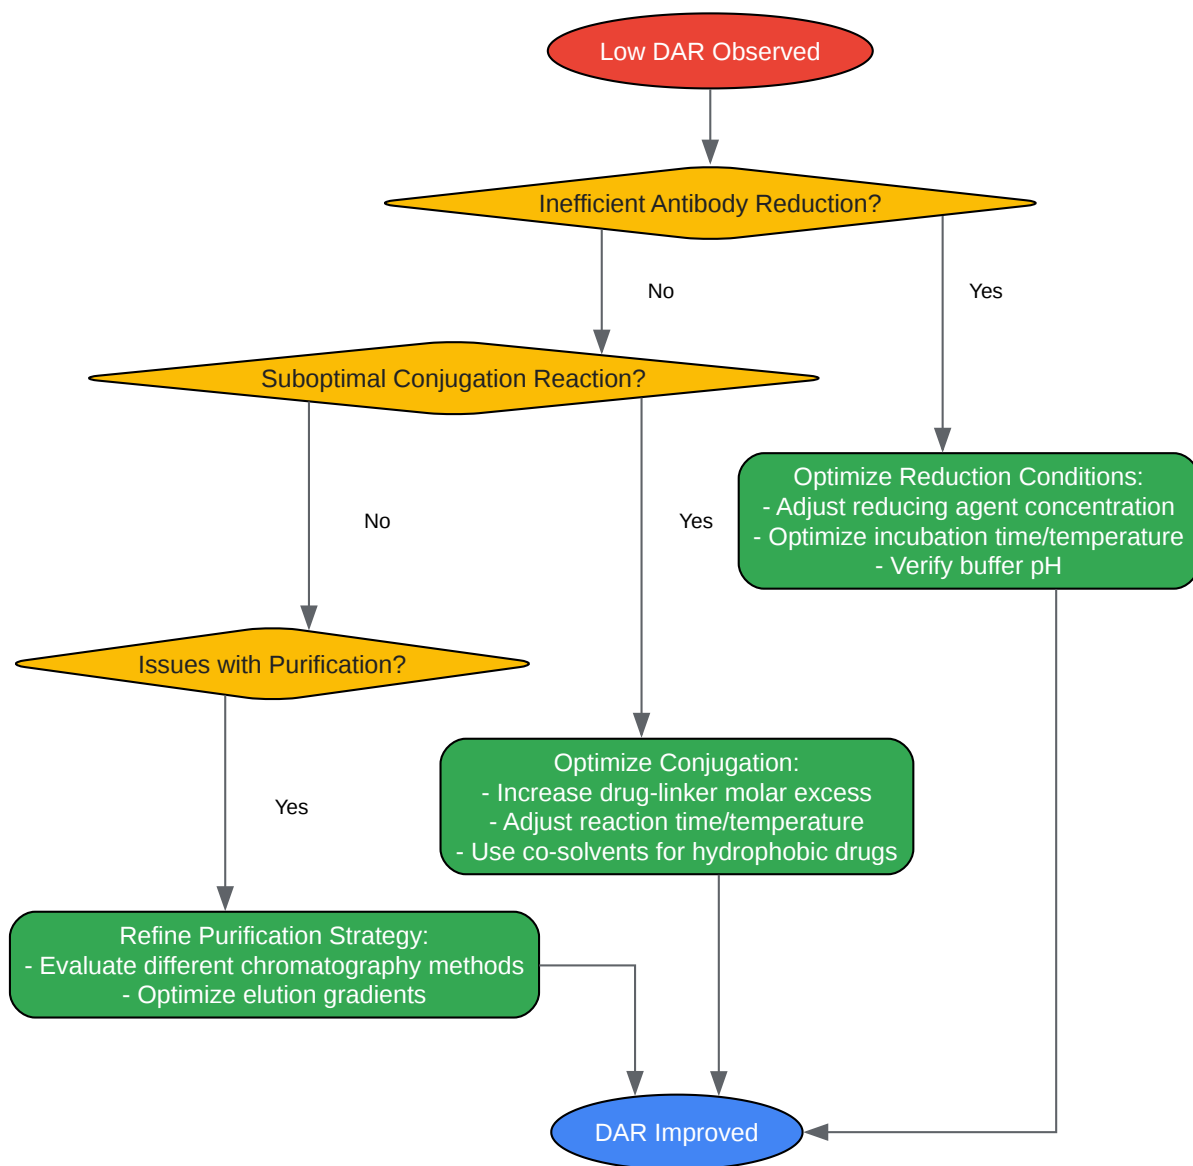 Low DAR Observed
Inefficient Antibody Reduction?
No
Yes
Suboptimal Conjugation Reaction?
Optimize Reduction Conditions:
- Adjust reducing agent concentration
- Optimize incubation time/temperature
- Verify buffer pH
No
Yes
Issues with Purification?
Optimize Conjugation:
- Increase drug-linker molar excess
- Adjust reaction time/temperature
- Use co-solvents for hydrophobic drugs
Yes
Refine Purification Strategy:
- Evaluate different chromatography methods
- Optimize elution gradients
DAR Improved